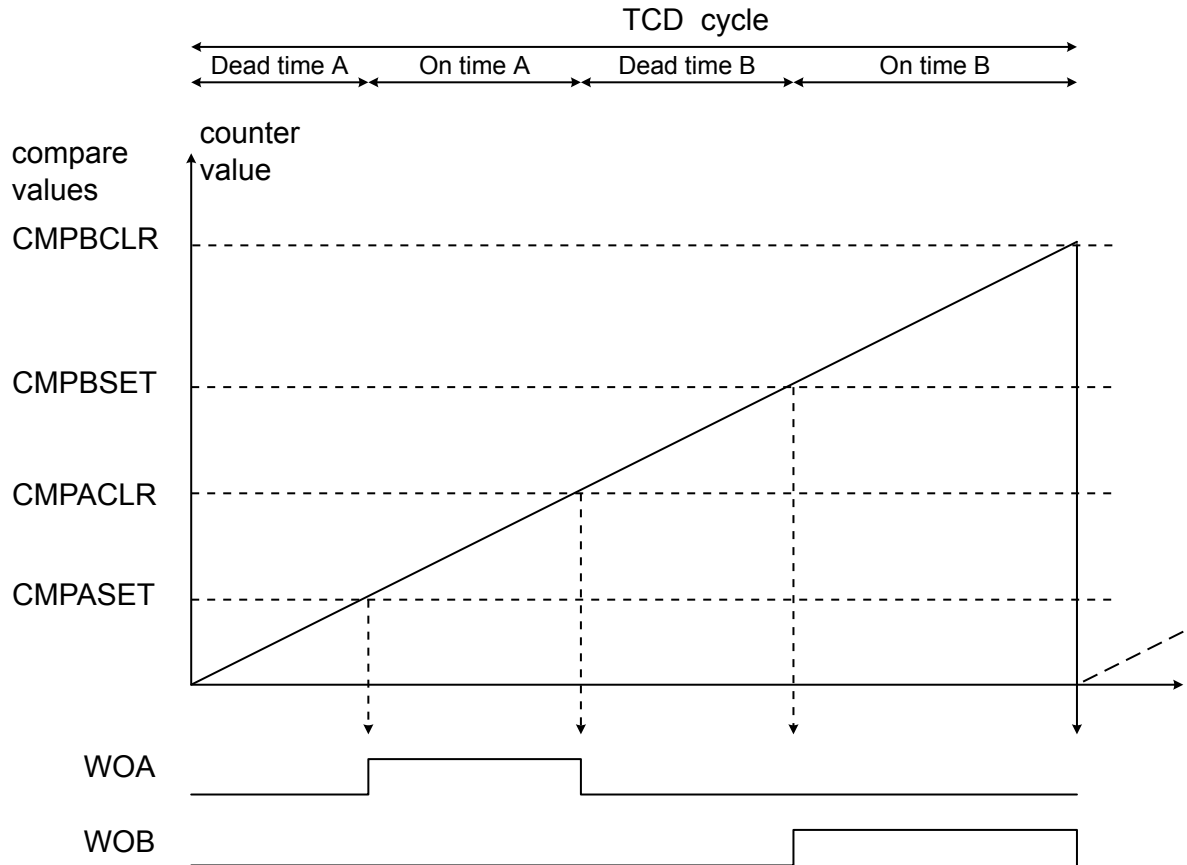 TCD cycle
Dead time A
On time A
Dead time B
On time B
compare
values
counter
value
CMPBCLR
CMPBSET
CMPACLR
CMPASET
WOA
WOB